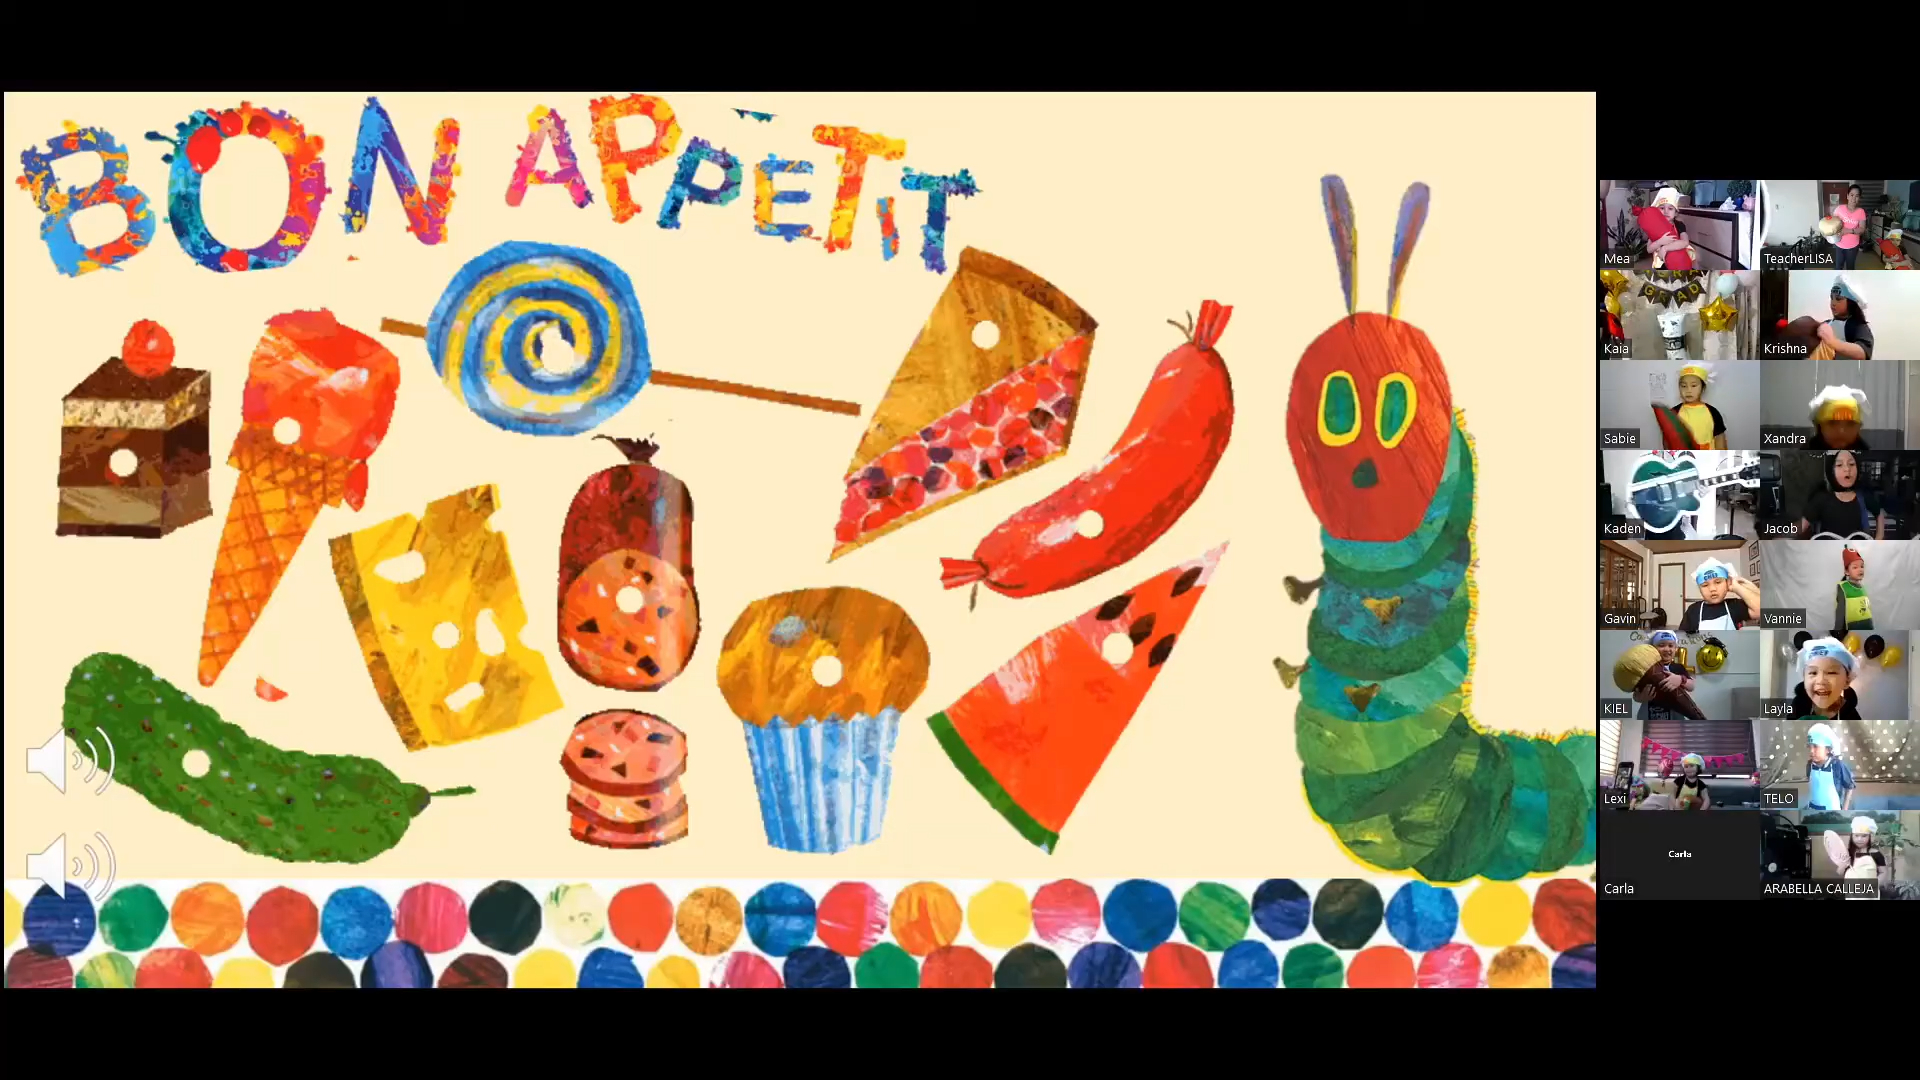 BON APPETIT
Mea
TeacherLISA
Kaia
Krishna
Sabie
Xandra
Kaden
Jacob
Gavin
Vannie
KIEL
Layla
Lexi
TELO
Carla
Carla
ARABELLA CALLEJA